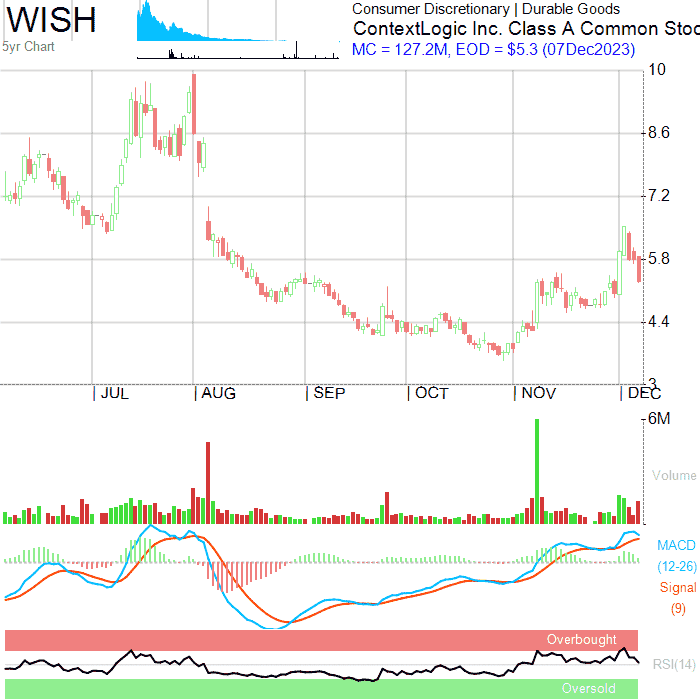 WISH
5yr Chart
Consumer Discretionary | Durable Goods
ContextLogic Inc. Class A Common Stoc
MC = 127.2M, EOD = $5.3 (07Dec2023)
10
8.6
7.2
5.8
4.4
3
JUL AUG SEP OCT NOV DEC
6M
Volume
MACD
(12-26)
Signal
(9)
Overbought
RSI(14)
Oversold